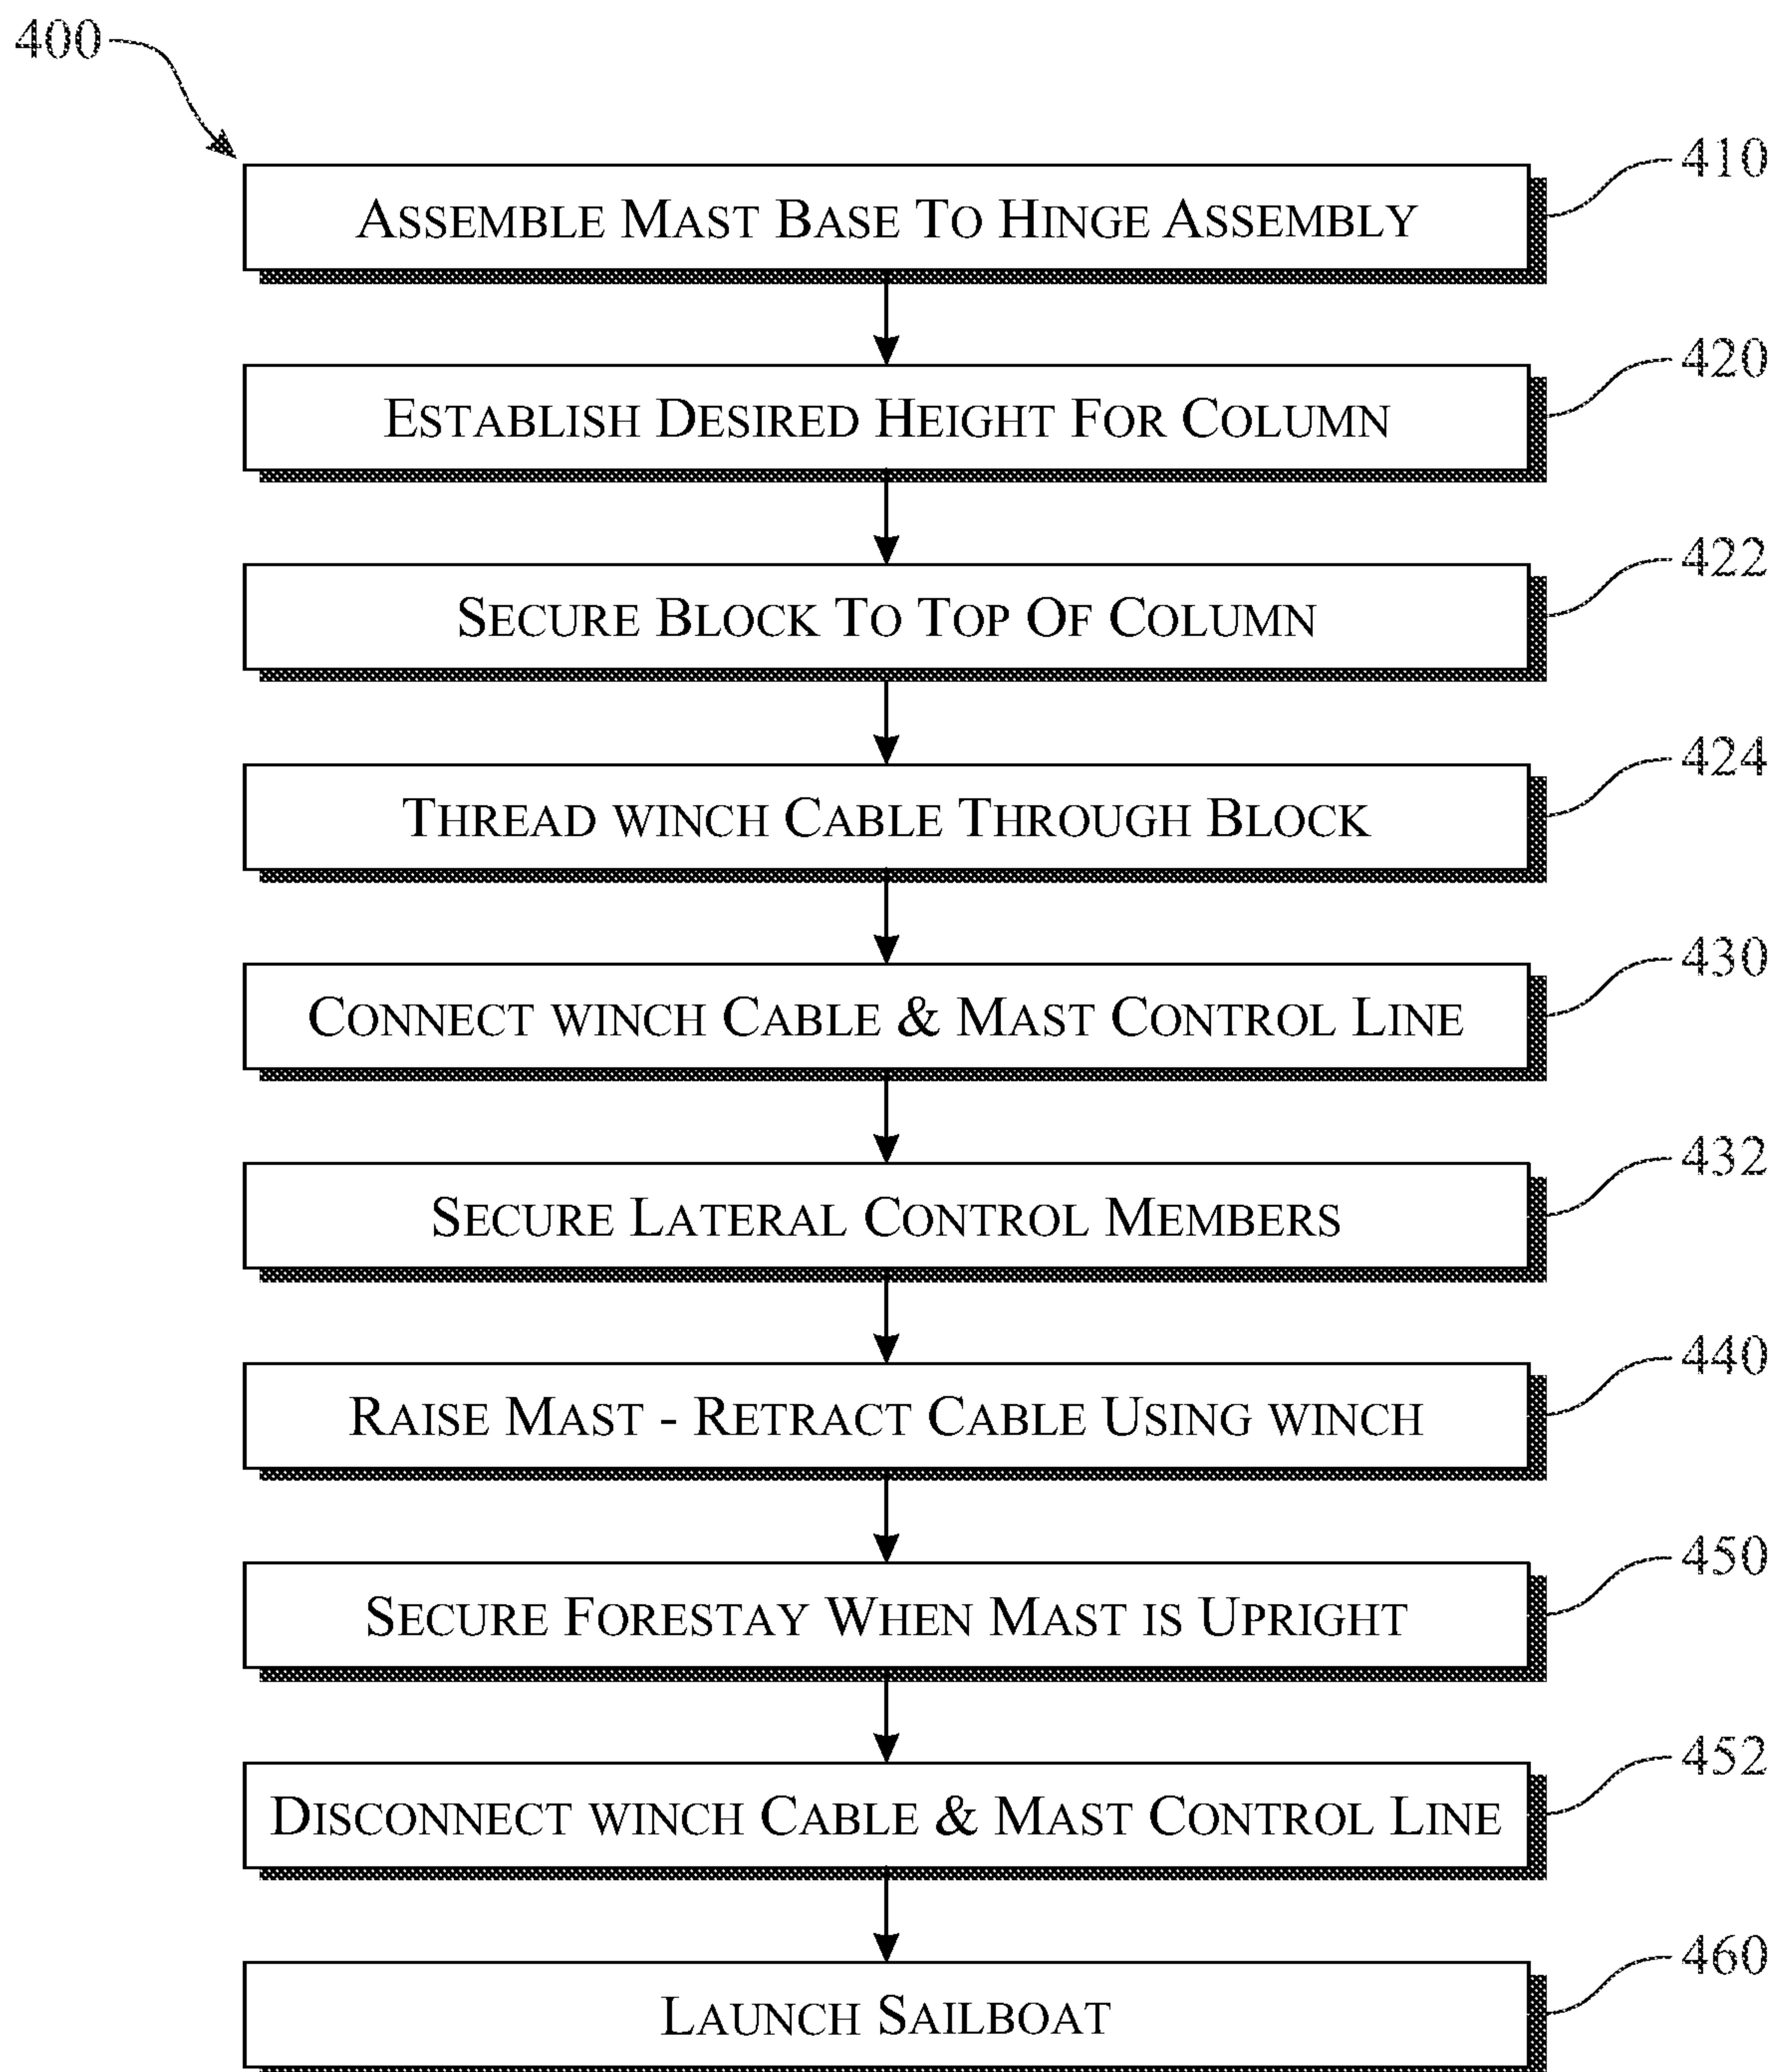 400
ASSEMBLE MAST BASE TO HINGE ASSEMBLY
410
ESTABLISH DESIRED HEIGHT FOR COLUMN
420
SECURE BLOCK TO TOP OF COLUMN
422
THREAD WINCH CABLE THROUGH BLOCK
424
CONNECT WINCH CABLE & MAST CONTROL LINE
430
SECURE LATERAL CONTROL MEMBERS
432
RAISE MAST - RETRACT CABLE USING WINCH
440
SECURE FORESTAY WHEN MAST IS UPRIGHT
450
DISCONNECT WINCH CABLE & MAST CONTROL LINE
452
LAUNCH SAILBOAT
460